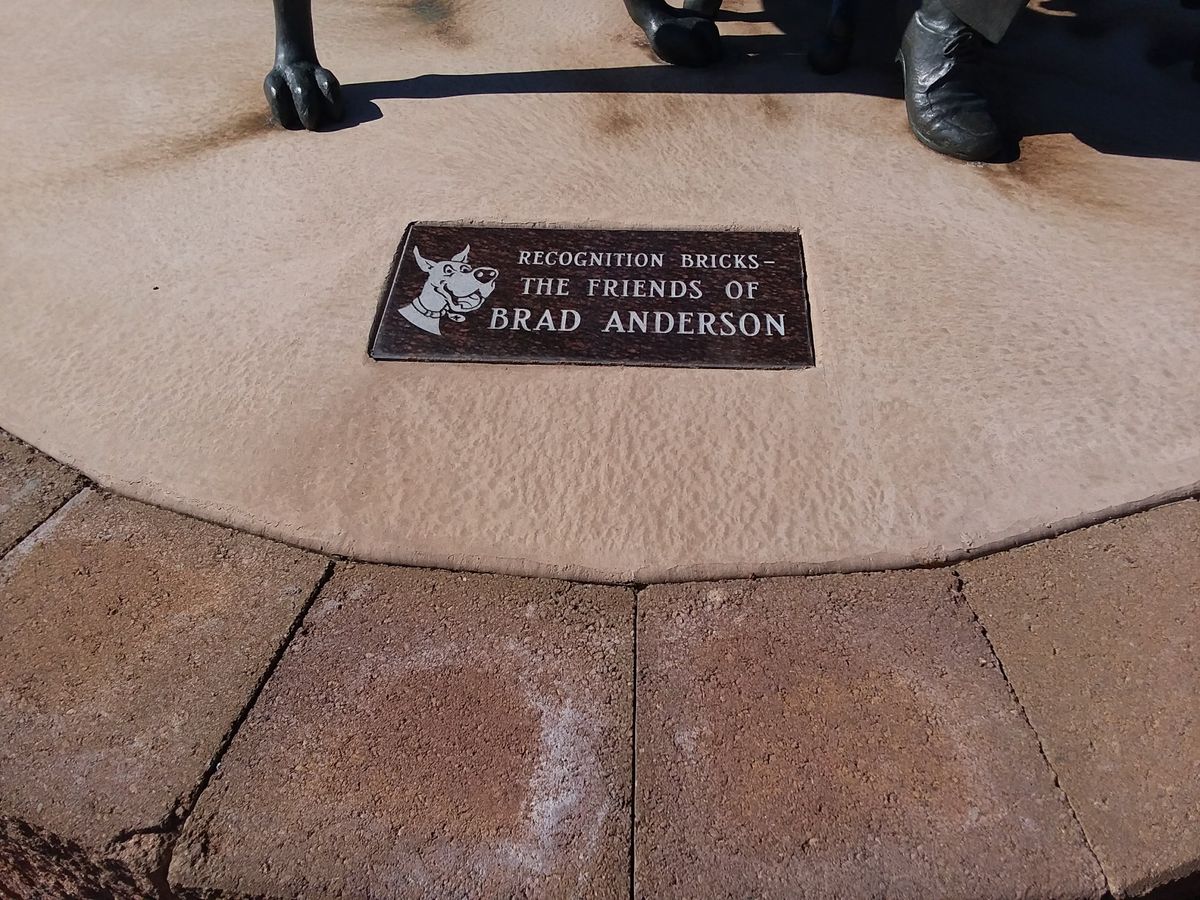 RECOGNITION BRICKS-
THE FRIENDS OF
BRAD ANDERSON